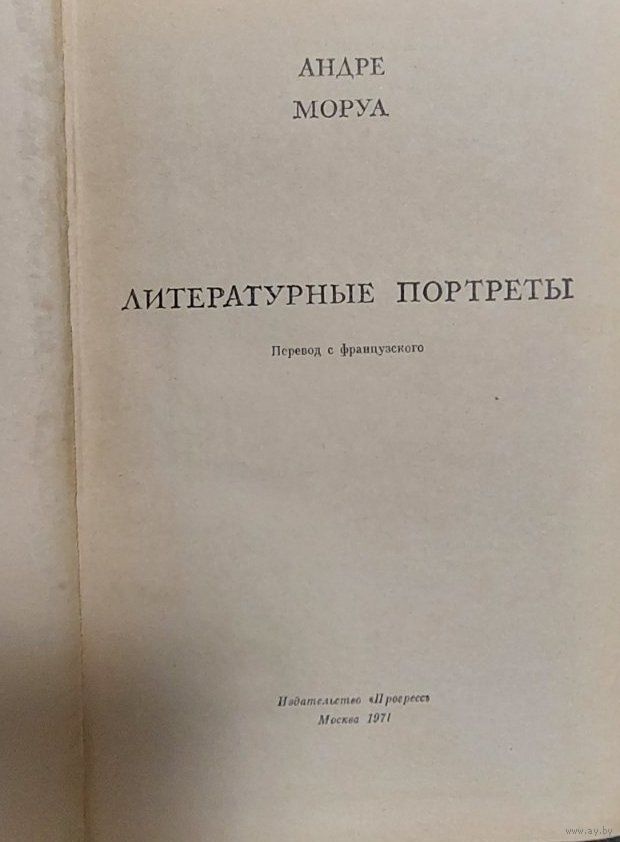 АНДРЕ
МОРУА
ЛИТЕРАТУРНЫЕ ПОРТРЕТЫ
Перевод с французского
Издательство «Прогресс»
Москва 1971
www.ay.by